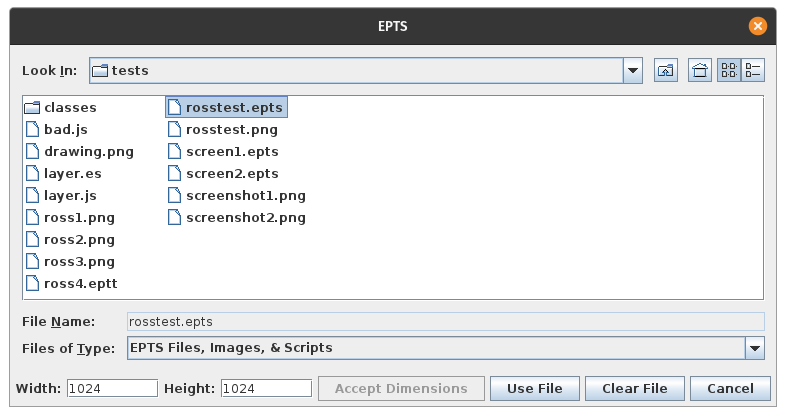 EPTS
Look In: tests
classes
bad.js
drawing.png
layer.es
layer.js
ross1.png
ross2.png
ross3.png
ross4.eptt
rosstest.epts
rosstest.png
screen1.epts
screen2.epts
screenshot1.png
screenshot2.png
File Name: rosstest.epts
Files of Type: EPTS Files, Images, & Scripts
Width: 1024 Height: 1024 Accept Dimensions Use File Clear File Cancel